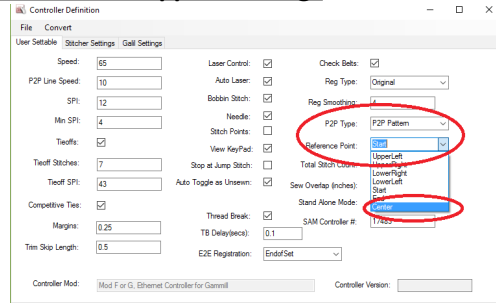 Controller Definition
File Convert
User Settable Stitcher Settings Galil Settings
Speed: 65
P2P Line Speed: 10
SPI: 12
Min SPI: 4
Tieoffs:
Tieoff Stitches: 7
Tieoff SPI: 43
Competitive Ties:
Margins: 0.25
Trim Skip Length: 0.5
Laser Control:
Auto Laser:
Bobbin Stitch:
Needle:
Stitch Points:
View KeyPad:
Stop at Jump Stitch:
Auto Toggle as Unsewn:
Thread Break:
TB Delay(secs): 0.1
E2E Registration: EndofSet
Check Belts:
Reg Type: Original
Reg Smoothing: 4
P2P Type: P2P Pattern
Reference Point: Start
UpperLeft
UpperRight
LowerRight
LowerLeft
Start
End
Center
Total Stitch Count:
Sew Overlap (inches):
Stand Alone Mode:
SAM Controller #: 17485
Controller Mod: Mod F or G, Ethernet Controller for Gammill
Controller Version: